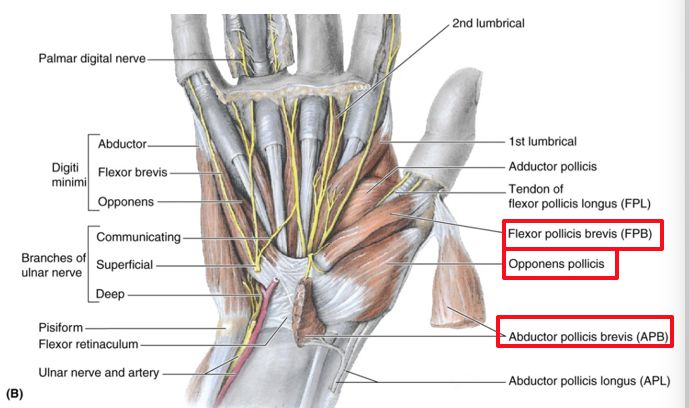 2nd lumbrical
Palmar digital nerve
Abductor
Digiti
minimi
Flexor brevis
Opponens
1st lumbrical
Adductor pollicis
Tendon of
flexor pollicis longus (FPL)
Flexor pollicis brevis (FPB)
Communicating
Branches of
ulnar nerve
Superficial
Deep
Opponens pollicis
Pisiform
Flexor retinaculum
Abductor pollicis brevis (APB)
Ulnar nerve and artery
Abductor pollicis longus (APL)
(B)